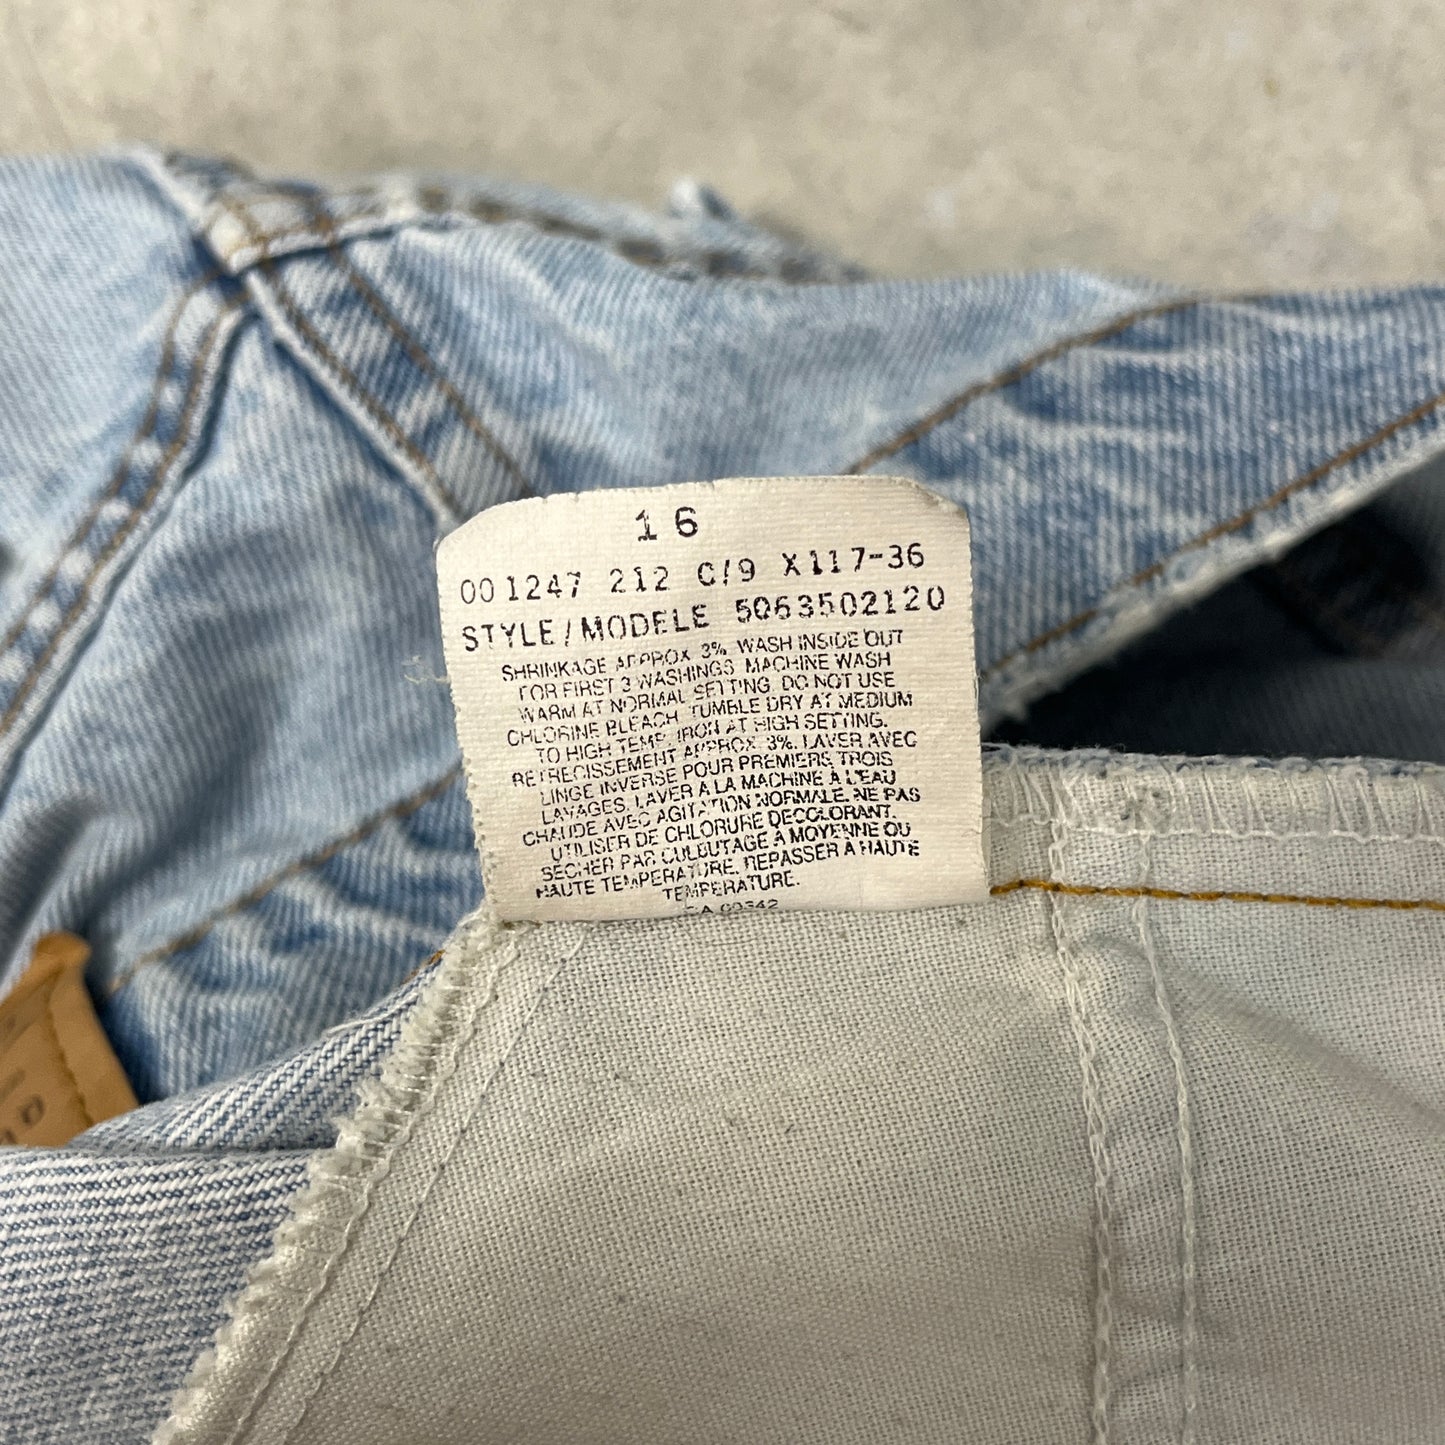 16
001247 212 C/9 X117-36
STYLE/MODELE 5063502120
SHRINKAGE APPROX 3%. WASH INSIDE OUT
FOR FIRST 3 WASHINGS. MACHINE WASH
WARM AT NORMAL SETTING. DO NOT USE
CHLORINE BLEACH. TUMBLE DRY AT MEDIUM
TO HIGH TEMP. IRON AT HIGH SETTING.
RETRECISSEMENT APPROX. 3%. LAVER AVEC
LINGE INVERSE POUR PREMIERS TROIS
LAVAGES. LAVER A LA MACHINE À L'EAU
CHAUDE AVEC AGITATION NORMALE. NE PAS
UTILISER DE CHLORURE DECOLORANT.
SECHER PAR CULBUTAGE A MOYENNE OU
HAUTE TEMPERATURE. REPASSER À HAUTE
TEMPERATURE.
CA 00342